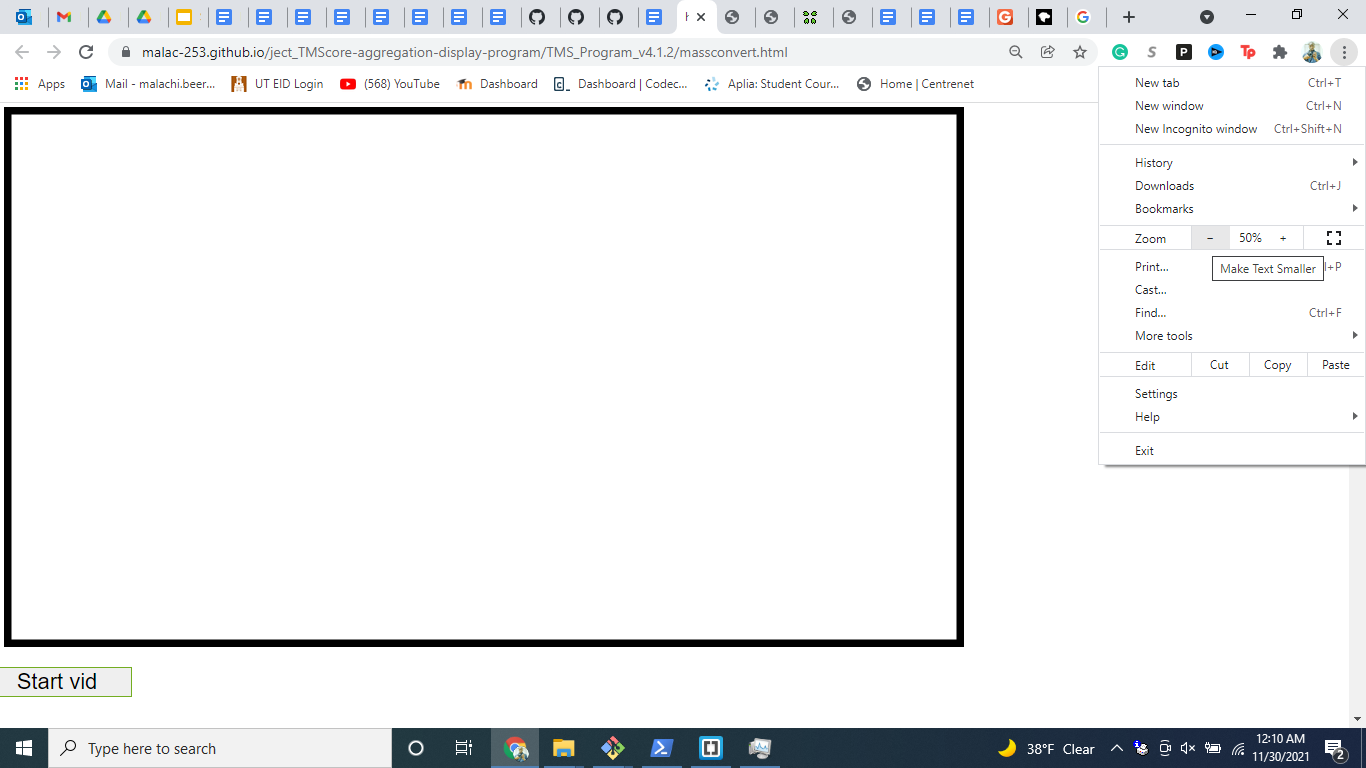 malac-253.github.io/ject_TMScore-aggregation-display-program/TMS_Program_v4.1.2/massconvert.html
Apps
Mail - malachi.beer...
UT EID Login
(568) YouTube
Dashboard
Dashboard | Codec...
Aplia: Student Cour...
Home | Centrenet
New tab Ctrl+T
New window Ctrl+N
New Incognito window Ctrl+Shift+N
History
Downloads Ctrl+J
Bookmarks
Zoom − 50% +
Print... l+P
Make Text Smaller
Cast...
Find... Ctrl+F
More tools
Edit Cut Copy Paste
Settings
Help
Exit
Start vid
Type here to search
38°F Clear
12:10 AM
11/30/2021
2